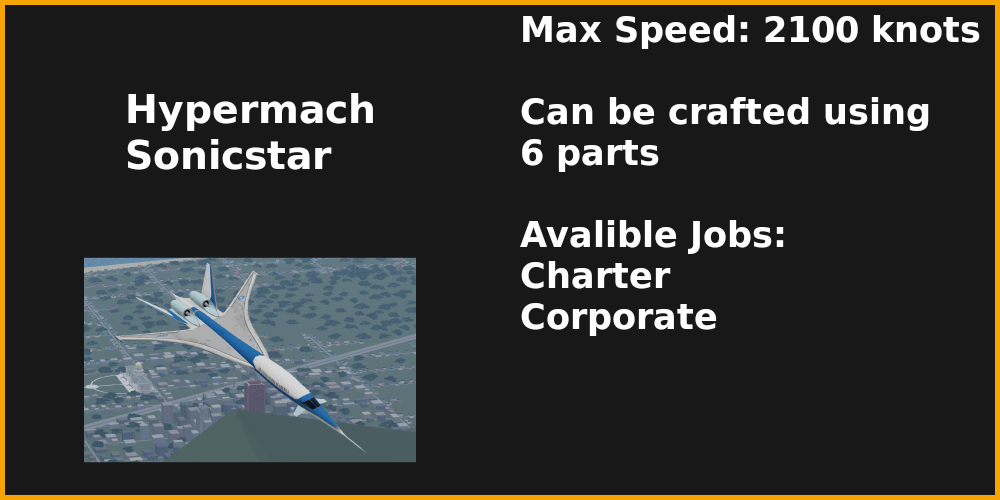 Hypermach
Sonicstar
Max Speed: 2100 knots
Can be crafted using
6 parts
Avalible Jobs:
Charter
Corporate